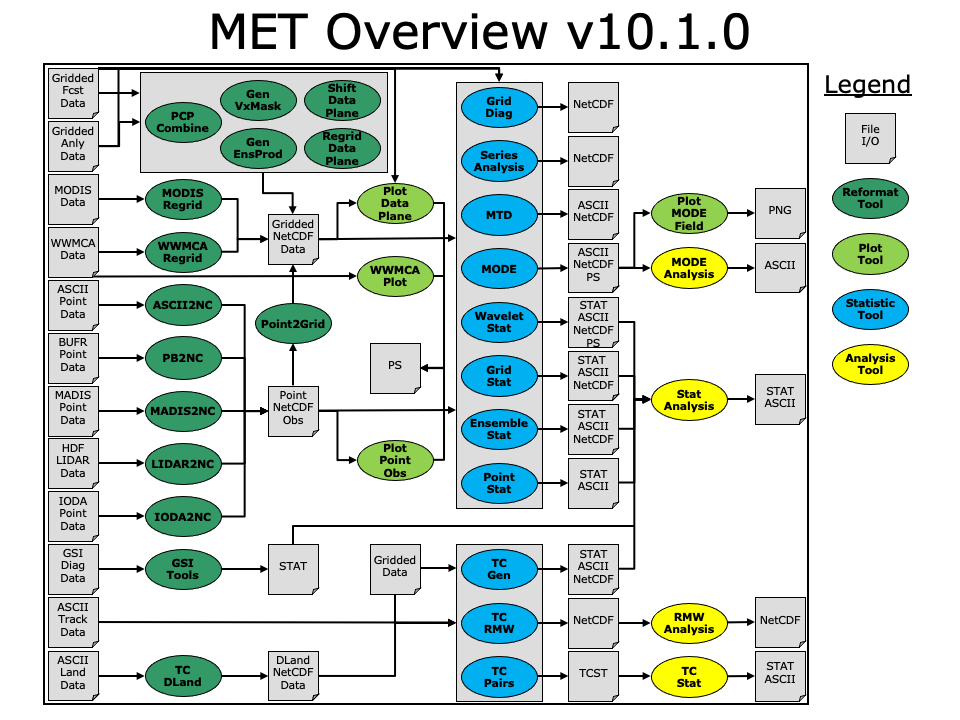 MET Overview v10.1.0
Legend
File
I/O
Reformat
Tool
Plot
Tool
Statistic
Tool
Analysis
Tool
Gridded
Fcst
Data
Gridded
Anly
Data
MODIS
Data
WWMCA
Data
ASCII
Point
Data
BUFR
Point
Data
MADIS
Point
Data
HDF
LIDAR
Data
IODA
Point
Data
GSI
Diag
Data
ASCII
Track
Data
ASCII
Land
Data
PCP
Combine
Gen
VxMask
Shift
Data
Plane
Gen
EnsProd
Regrid
Data
Plane
MODIS
Regrid
WWMCA
Regrid
ASCII2NC
PB2NC
MADIS2NC
LIDAR2NC
IODA2NC
GSI
Tools
TC
DLand
Gridded
NetCDF
Data
Point2Grid
Point
NetCDF
Obs
STAT
DLand
NetCDF
Data
Plot
Data
Plane
WWMCA
Plot
PS
Plot
Point
Obs
Gridded
Data
Grid
Diag
Series
Analysis
MTD
MODE
Wavelet
Stat
Grid
Stat
Ensemble
Stat
Point
Stat
TC
Gen
TC
RMW
TC
Pairs
NetCDF
NetCDF
ASCII
NetCDF
ASCII
NetCDF
PS
STAT
ASCII
NetCDF
PS
STAT
ASCII
NetCDF
STAT
ASCII
NetCDF
STAT
ASCII
STAT
ASCII
NetCDF
NetCDF
TCST
Plot
MODE
Field
MODE
Analysis
Stat
Analysis
RMW
Analysis
TC
Stat
PNG
ASCII
STAT
ASCII
NetCDF
STAT
ASCII